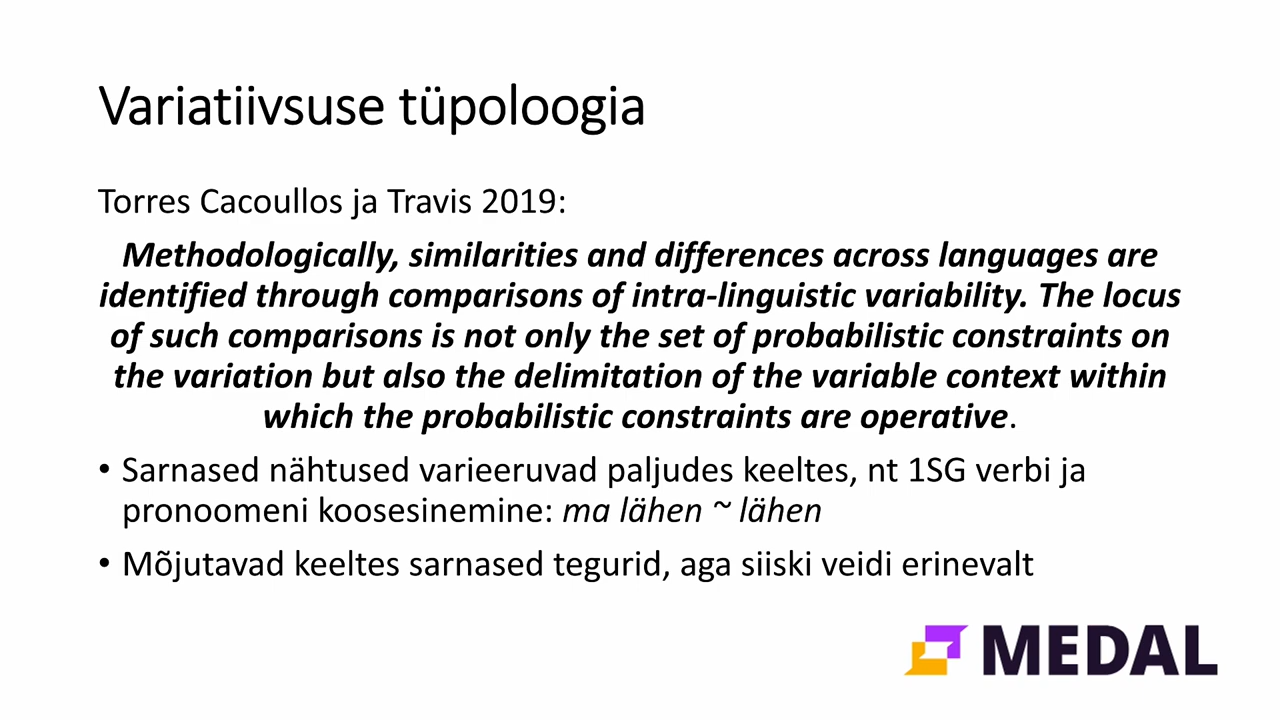 Variatiivsuse tüpoloogia
Torres Cacoullos ja Travis 2019:
Methodologically, similarities and differences across languages are
identified through comparisons of intra-linguistic variability. The locus
of such comparisons is not only the set of probabilistic constraints on
the variation but also the delimitation of the variable context within
which the probabilistic constraints are operative.
• Sarnased nähtused varieeruvad paljudes keeltes, nt 1SG verbi ja
pronoomeni koosesinemine: ma lähen ~ lähen
• Mõjutavad keeltes sarnased tegurid, aga siiski veidi erinevalt
MEDAL